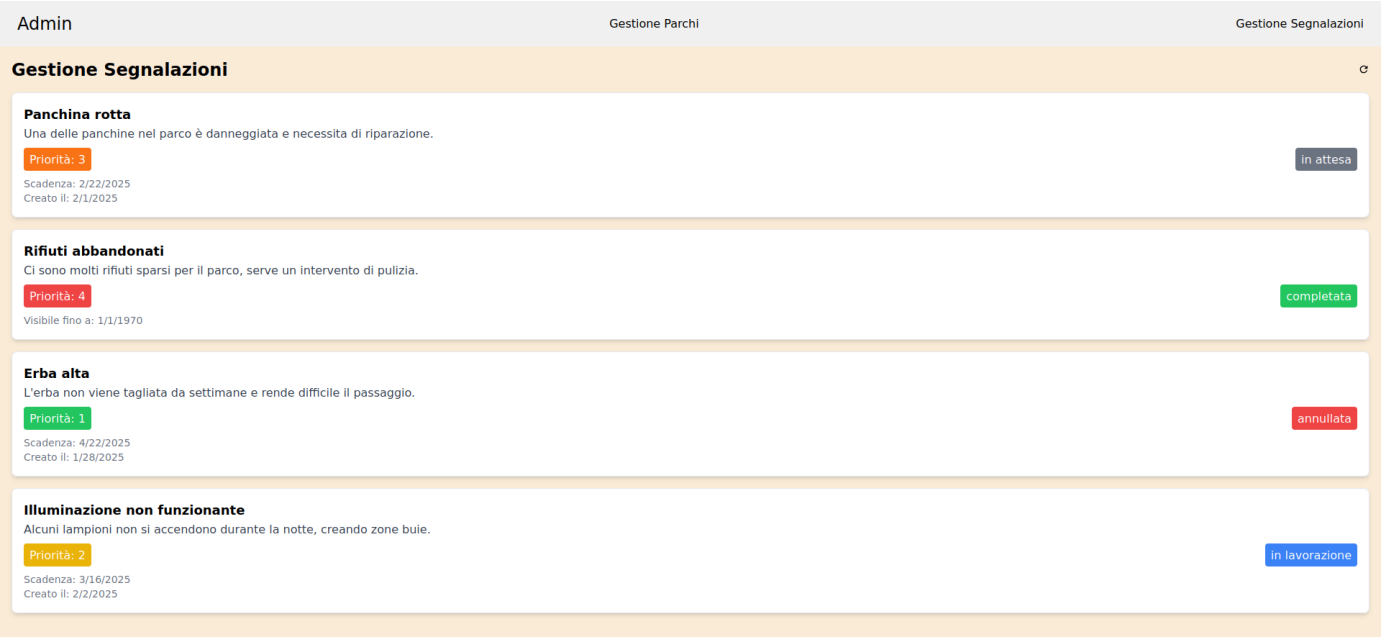 Admin
Gestione Parchi
Gestione Segnalazioni
Gestione Segnalazioni
Panchina rotta
Una delle panchine nel parco è danneggiata e necessita di riparazione.
Priorità: 3
in attesa
Scadenza: 2/22/2025
Creato il: 2/1/2025
Rifiuti abbandonati
Ci sono molti rifiuti sparsi per il parco, serve un intervento di pulizia.
Priorità: 4
completata
Visibile fino a: 1/1/1970
Erba alta
L'erba non viene tagliata da settimane e rende difficile il passaggio.
Priorità: 1
annullata
Scadenza: 4/22/2025
Creato il: 1/28/2025
Illuminazione non funzionante
Alcuni lampioni non si accendono durante la notte, creando zone buie.
Priorità: 2
in lavorazione
Scadenza: 3/16/2025
Creato il: 2/2/2025